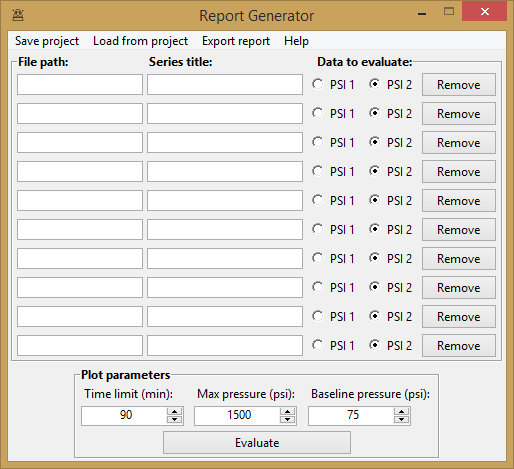 Report Generator
Save project Load from project Export report Help
File path: Series title: Data to evaluate:
PSI 1 PSI 2 Remove
PSI 1 PSI 2 Remove
PSI 1 PSI 2 Remove
PSI 1 PSI 2 Remove
PSI 1 PSI 2 Remove
PSI 1 PSI 2 Remove
PSI 1 PSI 2 Remove
PSI 1 PSI 2 Remove
PSI 1 PSI 2 Remove
PSI 1 PSI 2 Remove
Plot parameters
Time limit (min): Max pressure (psi): Baseline pressure (psi):
90 1500 75
Evaluate